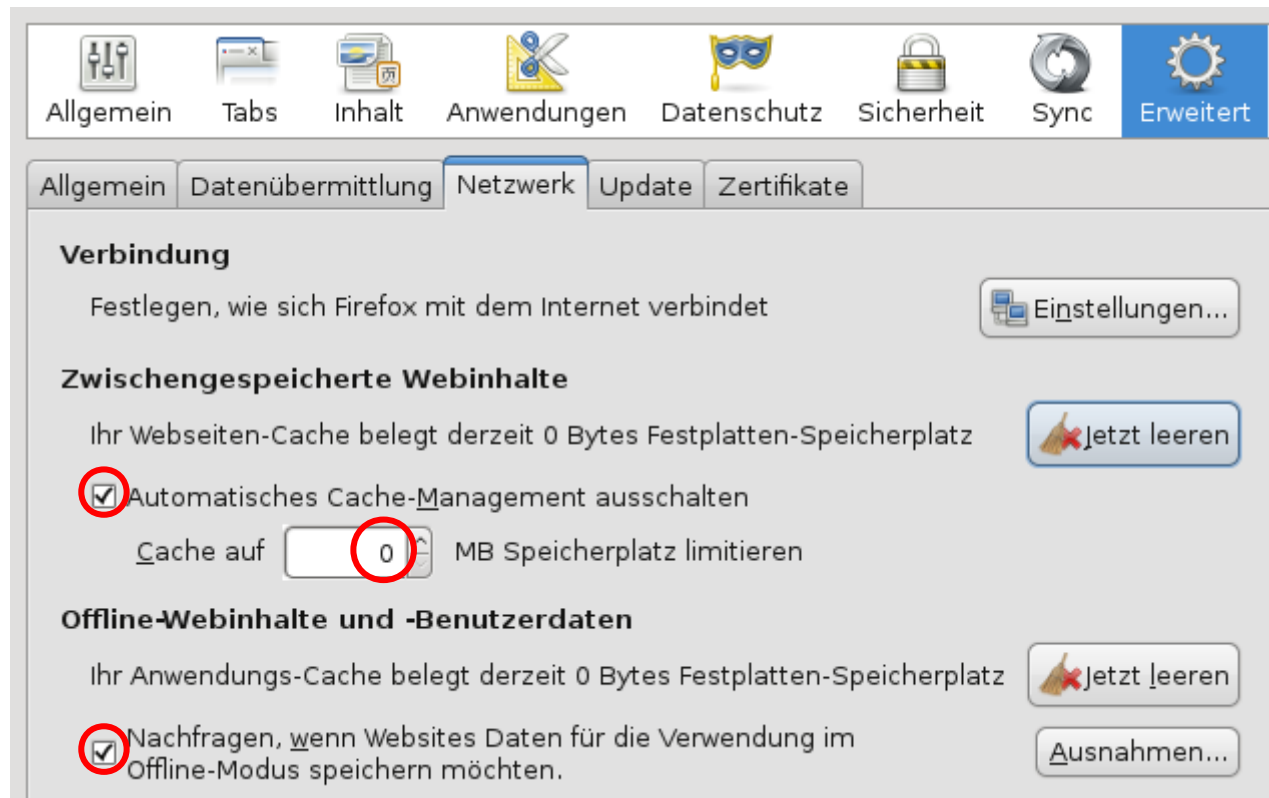 Allgemein Tabs Inhalt Anwendungen Datenschutz Sicherheit Sync Erweitert
Allgemein Datenübermittlung Netzwerk Update Zertifikate
Verbindung
Festlegen, wie sich Firefox mit dem Internet verbindet Einstellungen...
Zwischengespeicherte Webinhalte
Ihr Webseiten-Cache belegt derzeit 0 Bytes Festplatten-Speicherplatz Jetzt leeren
Automatisches Cache-Management ausschalten
Cache auf 0 MB Speicherplatz limitieren
Offline-Webinhalte und -Benutzerdaten
Ihr Anwendungs-Cache belegt derzeit 0 Bytes Festplatten-Speicherplatz Jetzt leeren
Nachfragen, wenn Websites Daten für die Verwendung im
Offline-Modus speichern möchten. Ausnahmen...